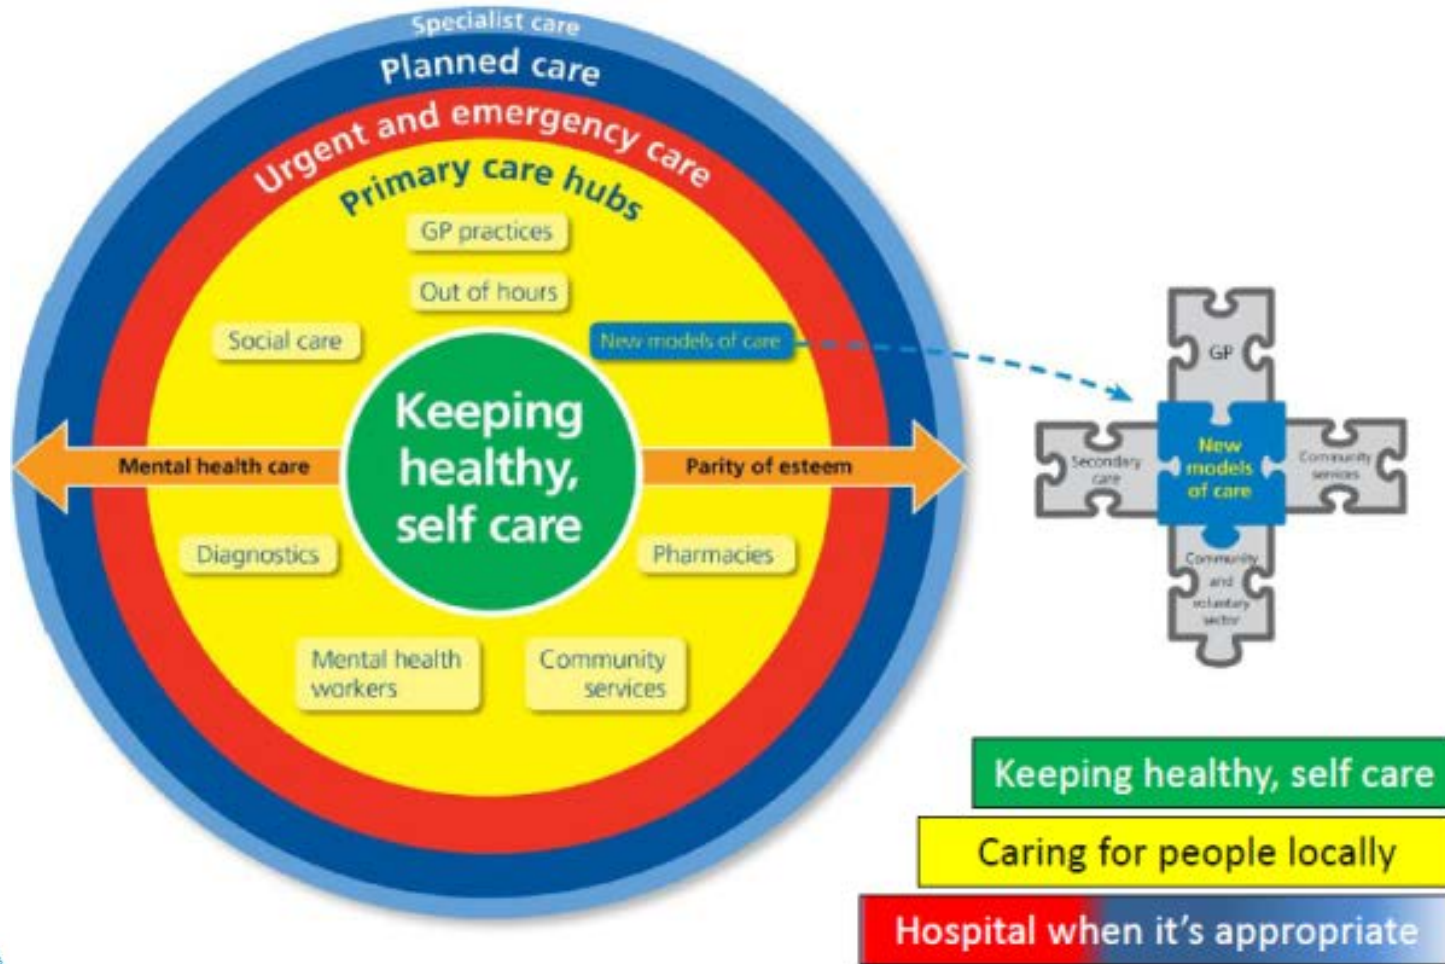 Specialist care
Planned care
Urgent and emergency care
Primary care hubs
GP practices
Out of hours
Social care
New models of care
Keeping
healthy,
self care
Mental health care
Parity of esteem
Diagnostics
Pharmacies
Mental health
workers
Community
services
GP
Secondary
care
New
models
of care
Community
services
Community
and
voluntary
sector
Keeping healthy, self care
Caring for people locally
Hospital when it's appropriate